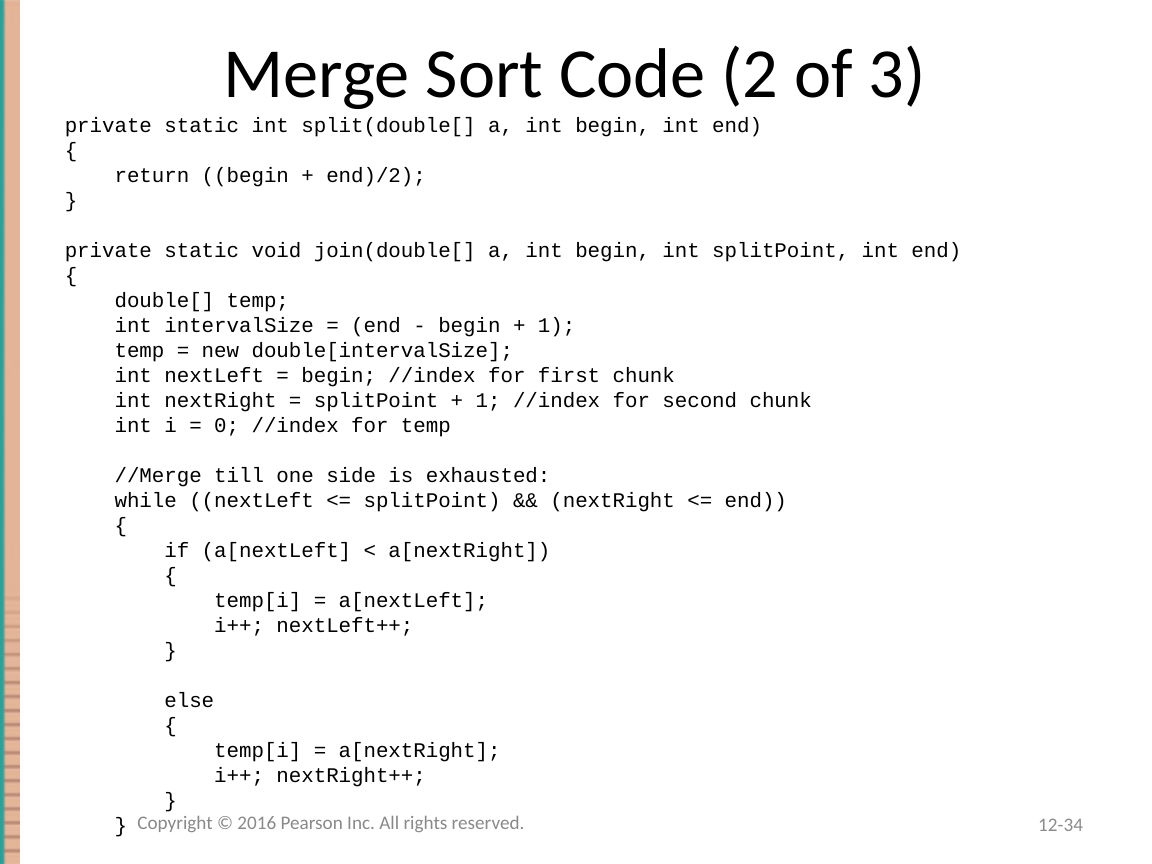 Merge Sort Code (2 of 3)
private static int split(double[] a, int begin, int end)
{
    return ((begin + end)/2);
}

private static void join(double[] a, int begin, int splitPoint, int end)
{
    double[] temp;
    int intervalSize = (end - begin + 1);
    temp = new double[intervalSize];
    int nextLeft = begin; //index for first chunk
    int nextRight = splitPoint + 1; //index for second chunk
    int i = 0; //index for temp

    //Merge till one side is exhausted:
    while ((nextLeft <= splitPoint) && (nextRight <= end))
    {
        if (a[nextLeft] < a[nextRight])
        {
            temp[i] = a[nextLeft];
            i++; nextLeft++;
        }

        else
        {
            temp[i] = a[nextRight];
            i++; nextRight++;
        }
    }
Copyright © 2016 Pearson Inc. All rights reserved.
12-34